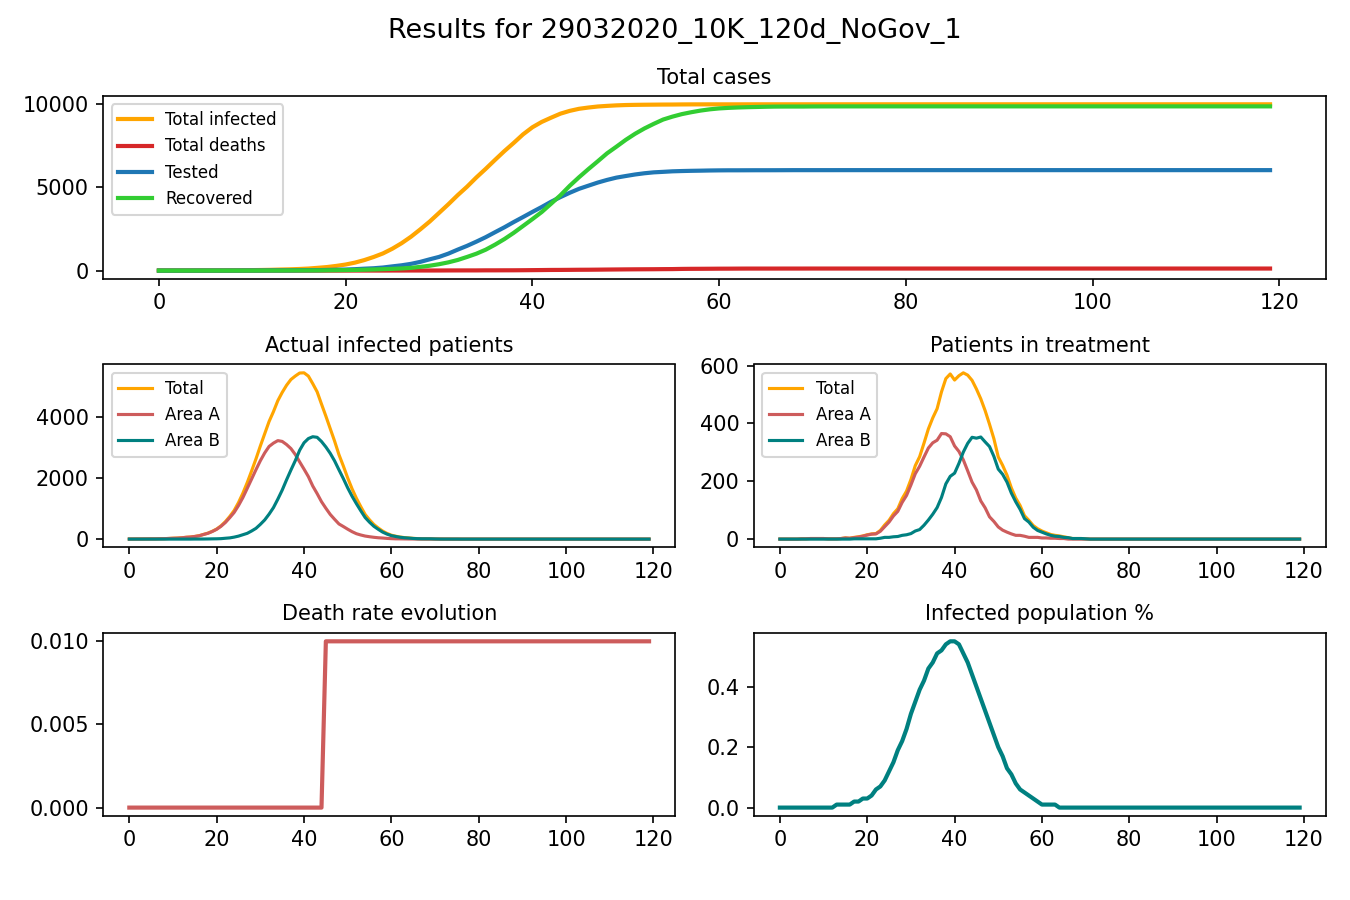 Results for 29032020_10K_120d_NoGov_1
Total cases
10000
5000
0
Total infected
Total deaths
Tested
Recovered
0 20 40 60 80 100 120
Actual infected patients
4000
2000
0
Total
Area A
Area B
0 20 40 60 80 100 120
Patients in treatment
600
400
200
0
Total
Area A
Area B
0 20 40 60 80 100 120
Death rate evolution
0.010
0.005
0.000
0 20 40 60 80 100 120
Infected population %
0.4
0.2
0.0
0 20 40 60 80 100 120